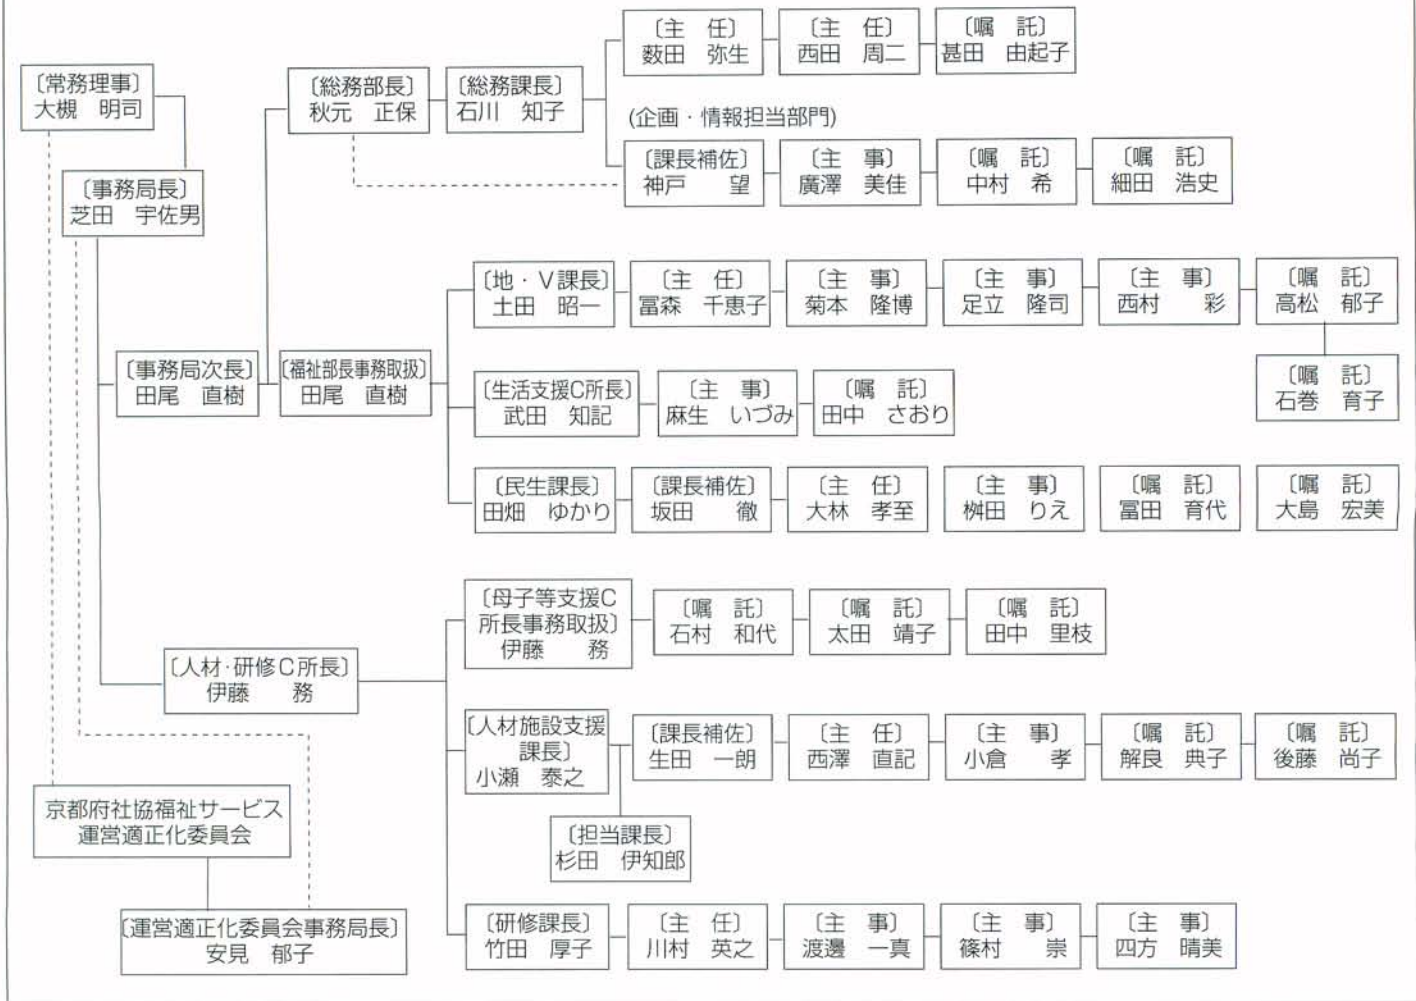 〔常務理事〕
大槻 明司
〔事務局長〕
芝田 宇佐男
〔総務部長〕
秋元 正保
〔総務課長〕
石川 知子
〔主 任〕
薮田 弥生
〔主 任〕
西田 周二
〔嘱 託〕
甚田 由起子
(企画・情報担当部門)
〔課長補佐〕
神戸 望
〔主 事〕
廣澤 美佳
〔嘱 託〕
中村 希
〔嘱 託〕
細田 浩史
〔事務局次長〕
田尾 直樹
〔福祉部長事務取扱〕
田尾 直樹
〔地・V課長〕
土田 昭一
〔主 任〕
冨森 千恵子
〔主 事〕
菊本 隆博
〔主 事〕
足立 隆司
〔主 事〕
西村 彩
〔嘱 託〕
高松 郁子
〔嘱 託〕
石巻 育子
〔生活支援C所長〕
武田 知記
〔主 事〕
麻生 いづみ
〔嘱 託〕
田中 さおり
〔民生課長〕
田畑 ゆかり
〔課長補佐〕
坂田 徹
〔主 任〕
大林 孝至
〔主 事〕
桝田 りえ
〔嘱 託〕
冨田 育代
〔嘱 託〕
大島 宏美
〔人材・研修C所長〕
伊藤 務
〔母子等支援C
所長事務取扱〕
伊藤 務
〔嘱 託〕
石村 和代
〔嘱 託〕
太田 靖子
〔嘱 託〕
田中 里枝
〔人材施設支援
課長〕
小瀬 泰之
〔課長補佐〕
生田 一朗
〔主 任〕
西澤 直記
〔主 事〕
小倉 孝
〔嘱 託〕
解良 典子
〔嘱 託〕
後藤 尚子
〔担当課長〕
杉田 伊知郎
〔研修課長〕
竹田 厚子
〔主 任〕
川村 英之
〔主 事〕
渡邊 一真
〔主 事〕
篠村 崇
〔主 事〕
四方 晴美
京都府社協福祉サービス
運営適正化委員会
〔運営適正化委員会事務局長〕
安見 郁子